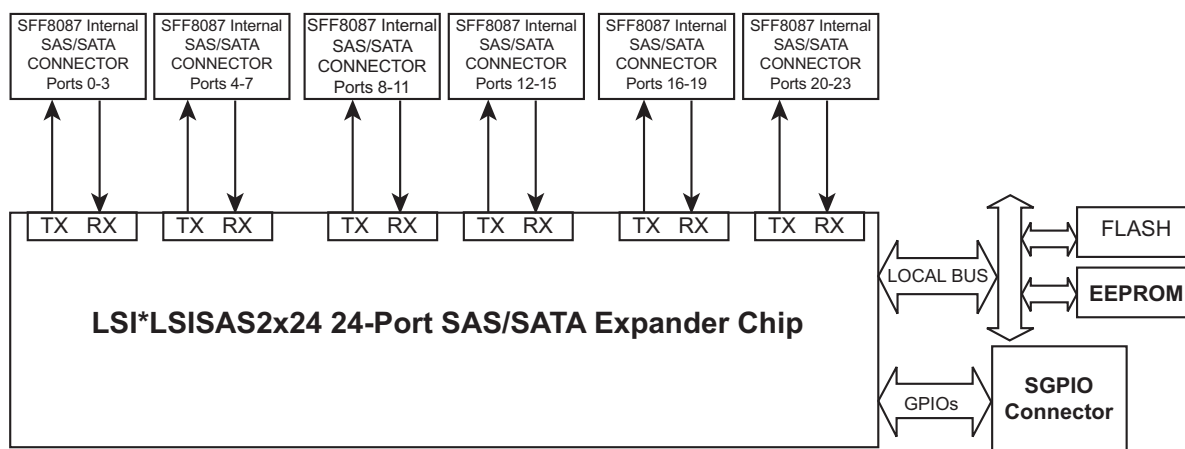 SFF8087 Internal
SAS/SATA
CONNECTOR
Ports 0-3
SFF8087 Internal
SAS/SATA
CONNECTOR
Ports 4-7
SFF8087 Internal
SAS/SATA
CONNECTOR
Ports 8-11
SFF8087 Internal
SAS/SATA
CONNECTOR
Ports 12-15
SFF8087 Internal
SAS/SATA
CONNECTOR
Ports 16-19
SFF8087 Internal
SAS/SATA
CONNECTOR
Ports 20-23
TX RX
TX RX
TX RX
TX RX
TX RX
TX RX
FLASH
LOCAL BUS
EEPROM
LSI*LSISAS2x24 24-Port SAS/SATA Expander Chip
GPIOs
SGPIO
Connector